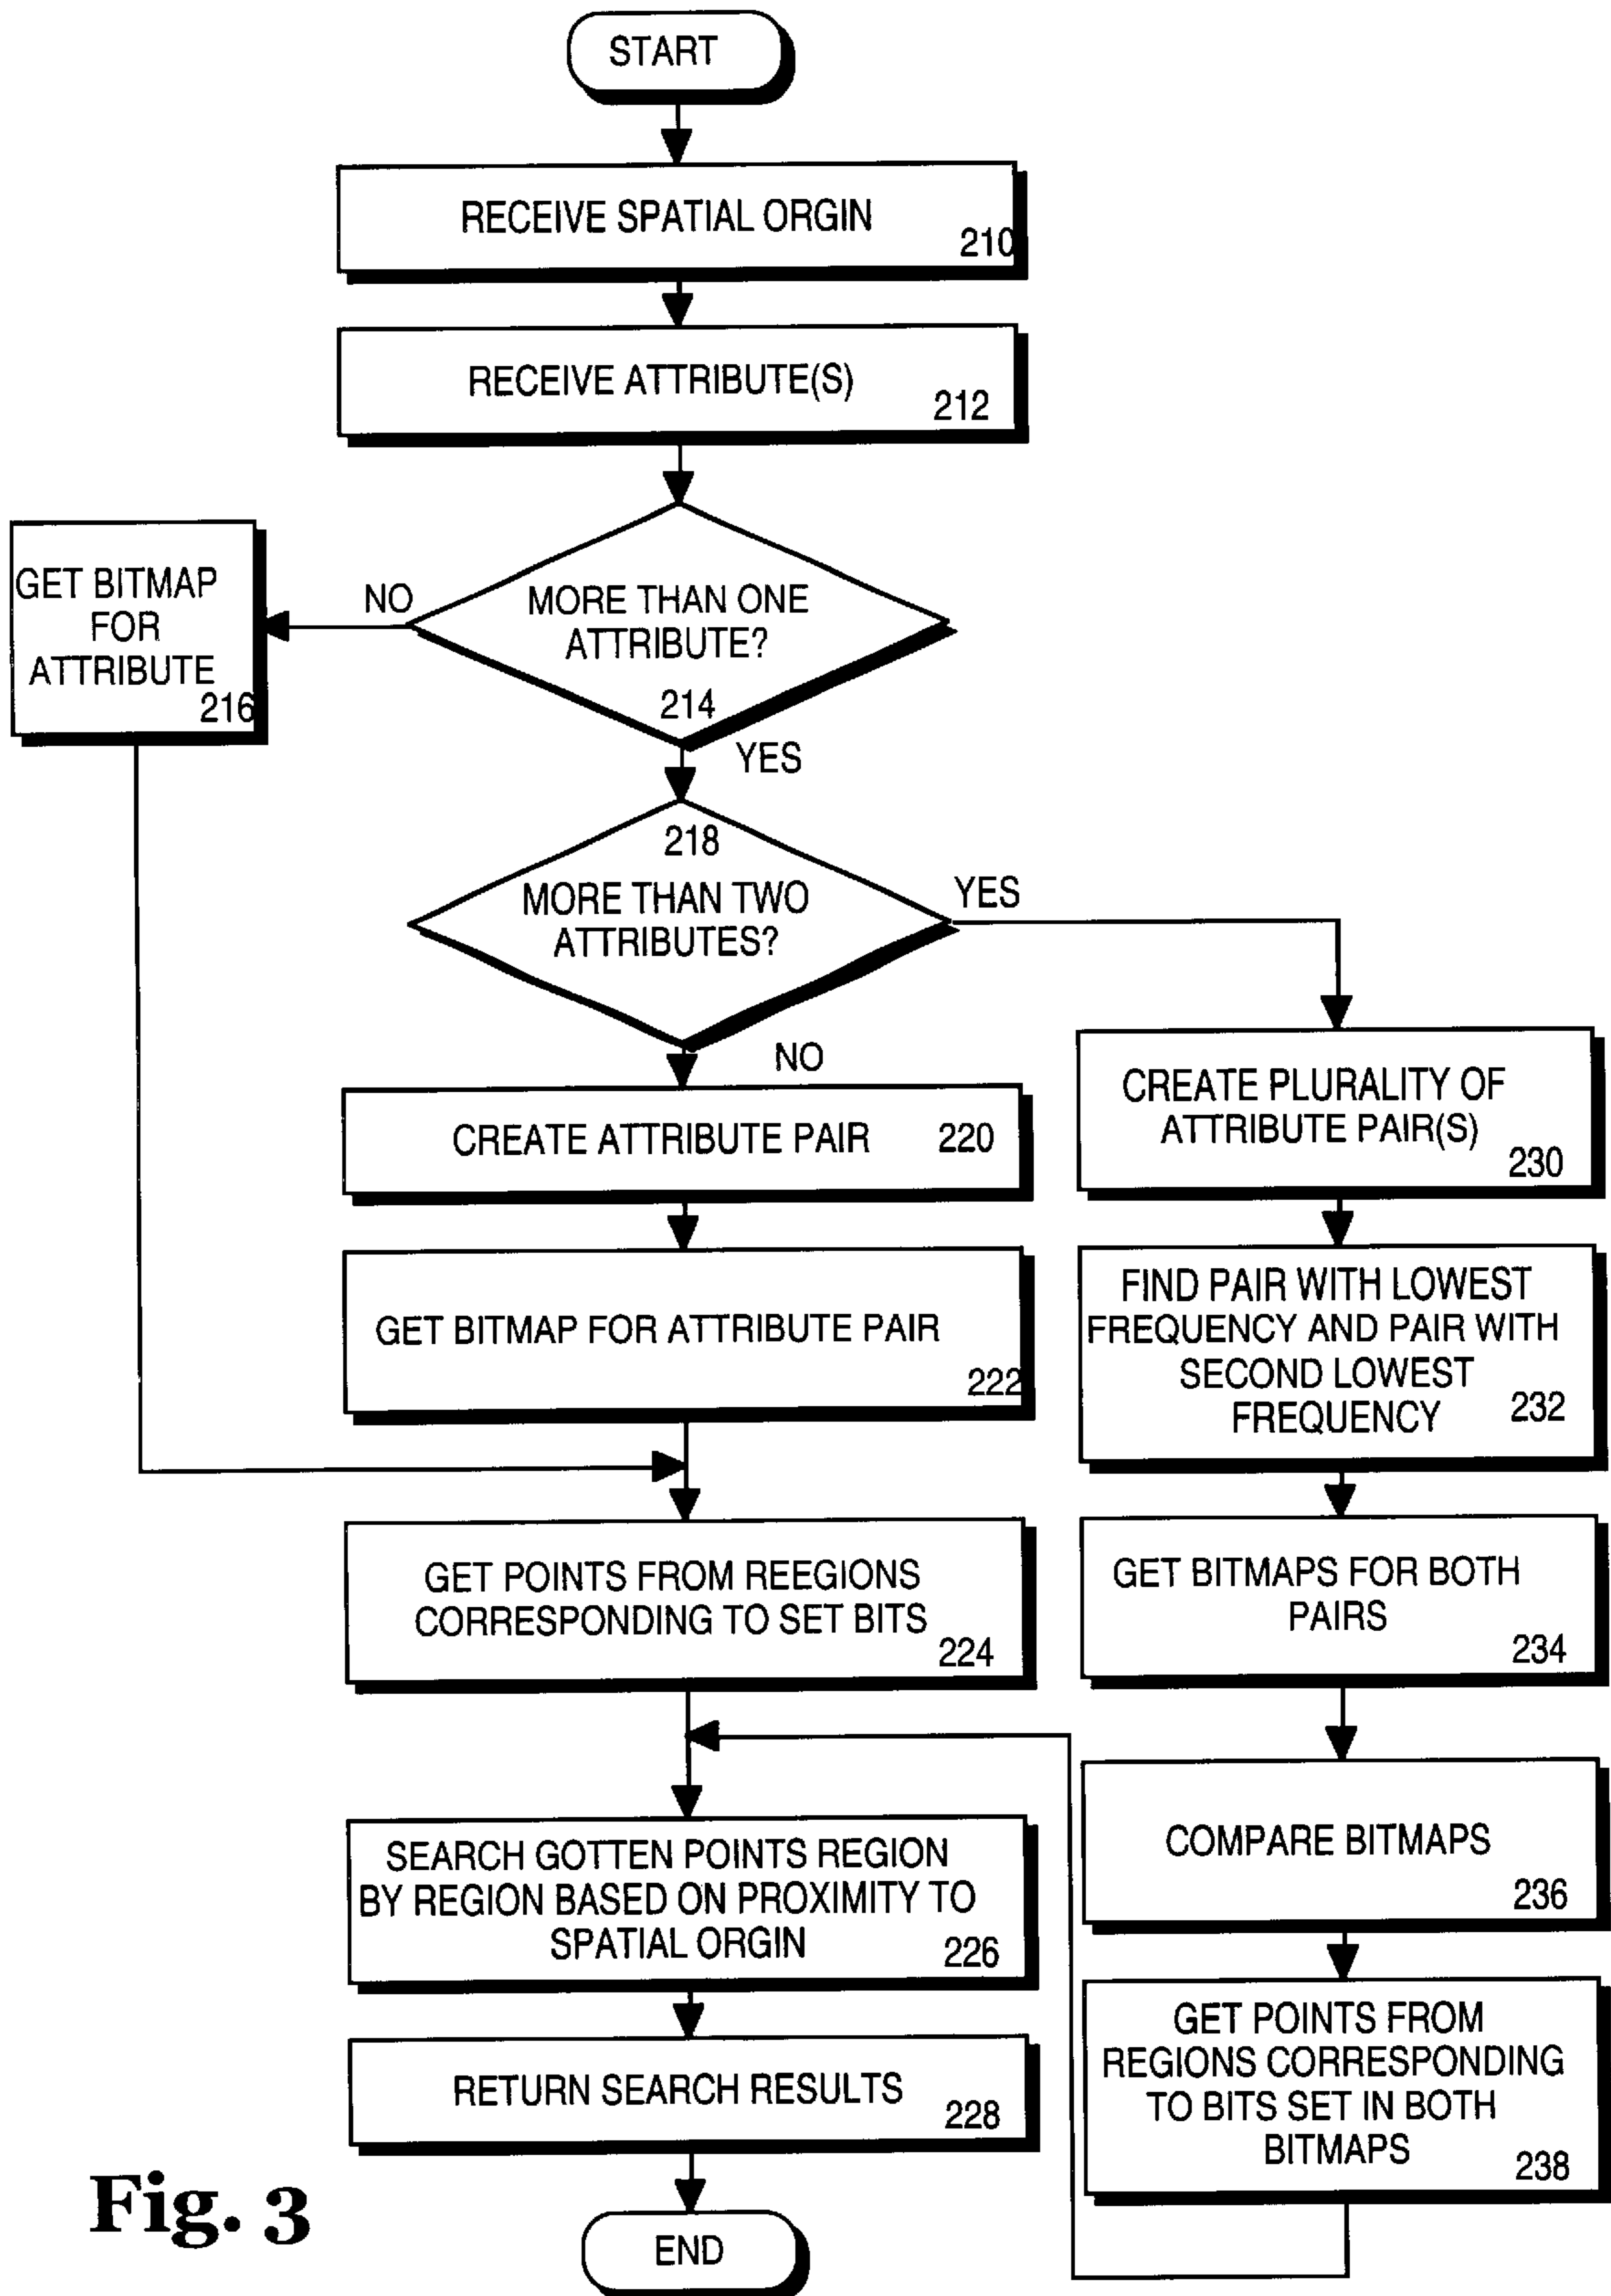 START
RECEIVE SPATIAL ORGIN
210
RECEIVE ATTRIBUTE(S)
212
MORE THAN ONE
ATTRIBUTE?
214
NO
GET BITMAP
FOR
ATTRIBUTE
216
YES
218
MORE THAN TWO
ATTRIBUTES?
YES
NO
CREATE ATTRIBUTE PAIR 220
GET BITMAP FOR ATTRIBUTE PAIR
222
GET POINTS FROM REEGIONS
CORRESPONDING TO SET BITS
224
SEARCH GOTTEN POINTS REGION
BY REGION BASED ON PROXIMITY TO
SPATIAL ORGIN
226
RETURN SEARCH RESULTS
228
END
CREATE PLURALITY OF
ATTRIBUTE PAIR(S)
230
FIND PAIR WITH LOWEST
FREQUENCY AND PAIR WITH
SECOND LOWEST
FREQUENCY 232
GET BITMAPS FOR BOTH
PAIRS
234
COMPARE BITMAPS
236
GET POINTS FROM
REGIONS CORRESPONDING
TO BITS SET IN BOTH
BITMAPS
238
Fig. 3